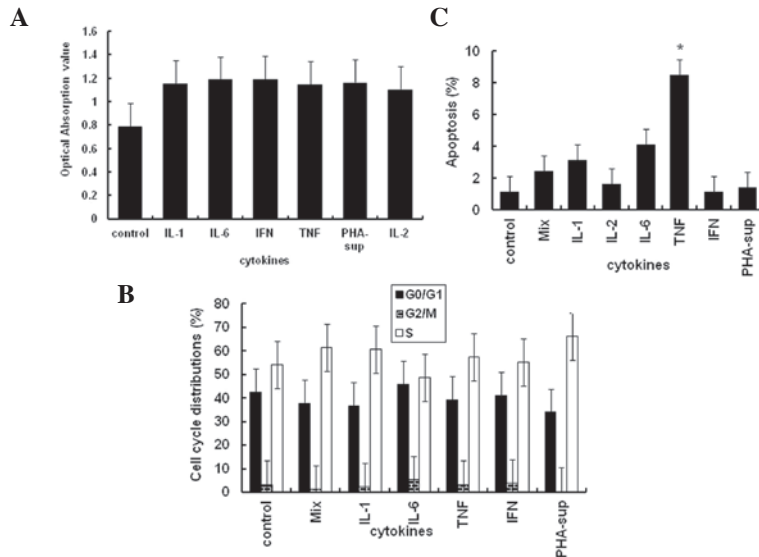 A
Optical Absorption value
1.6
1.4
1.2
1
0.8
0.6
0.4
0.2
0
control IL-1 IL-6 IFN TNF PHA-sup IL-2
cytokines
C
Apoptosis (%)
10
8
6
4
2
0
*
control Mix IL-1 IL-2 IL-6 TNF IFN PHA-sup
cytokines
B
Cell cycle distributions (%)
80
70
60
50
40
30
20
10
0
G0/G1
G2/M
S
control Mix IL-1 IL-6 TNF IFN PHA-sup
cytokines